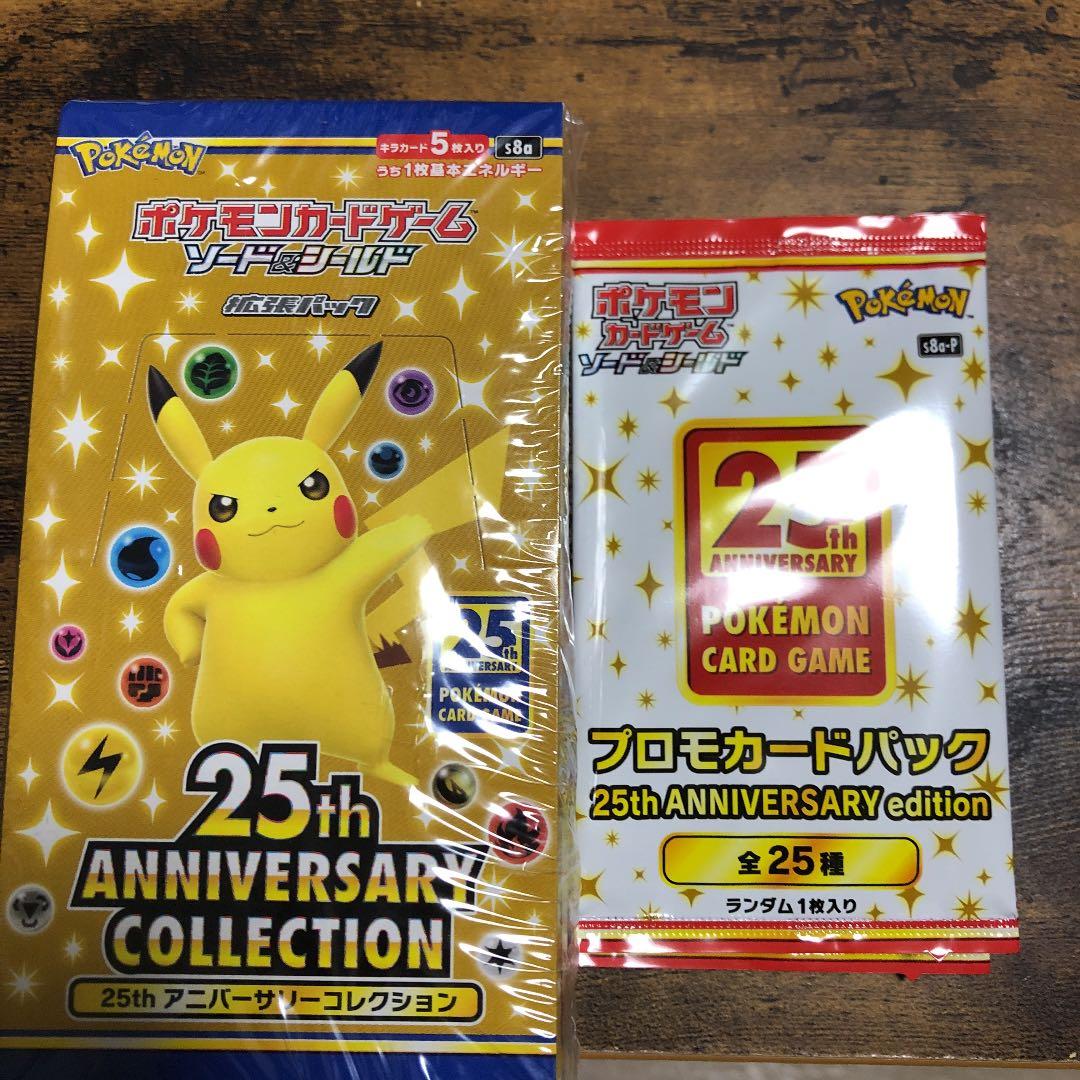 POKÉMON
キラカード5枚入り
s8a
うち1枚基本エネルギー
ポケモンカードゲーム
ソード&シールド
拡張パック
25th
ANNIVERSARY
POKÉMON
CARD GAME
25th
ANNIVERSARY
COLLECTION
25th アニバーサリーコレクション
ポケモン
カードゲーム
ソード&シールド
POKÉMON
s8a-P
25th
ANNIVERSARY
POKÉMON
CARD GAME
プロモカードパック
25th ANNIVERSARY edition
全25種
ランダム1枚入り